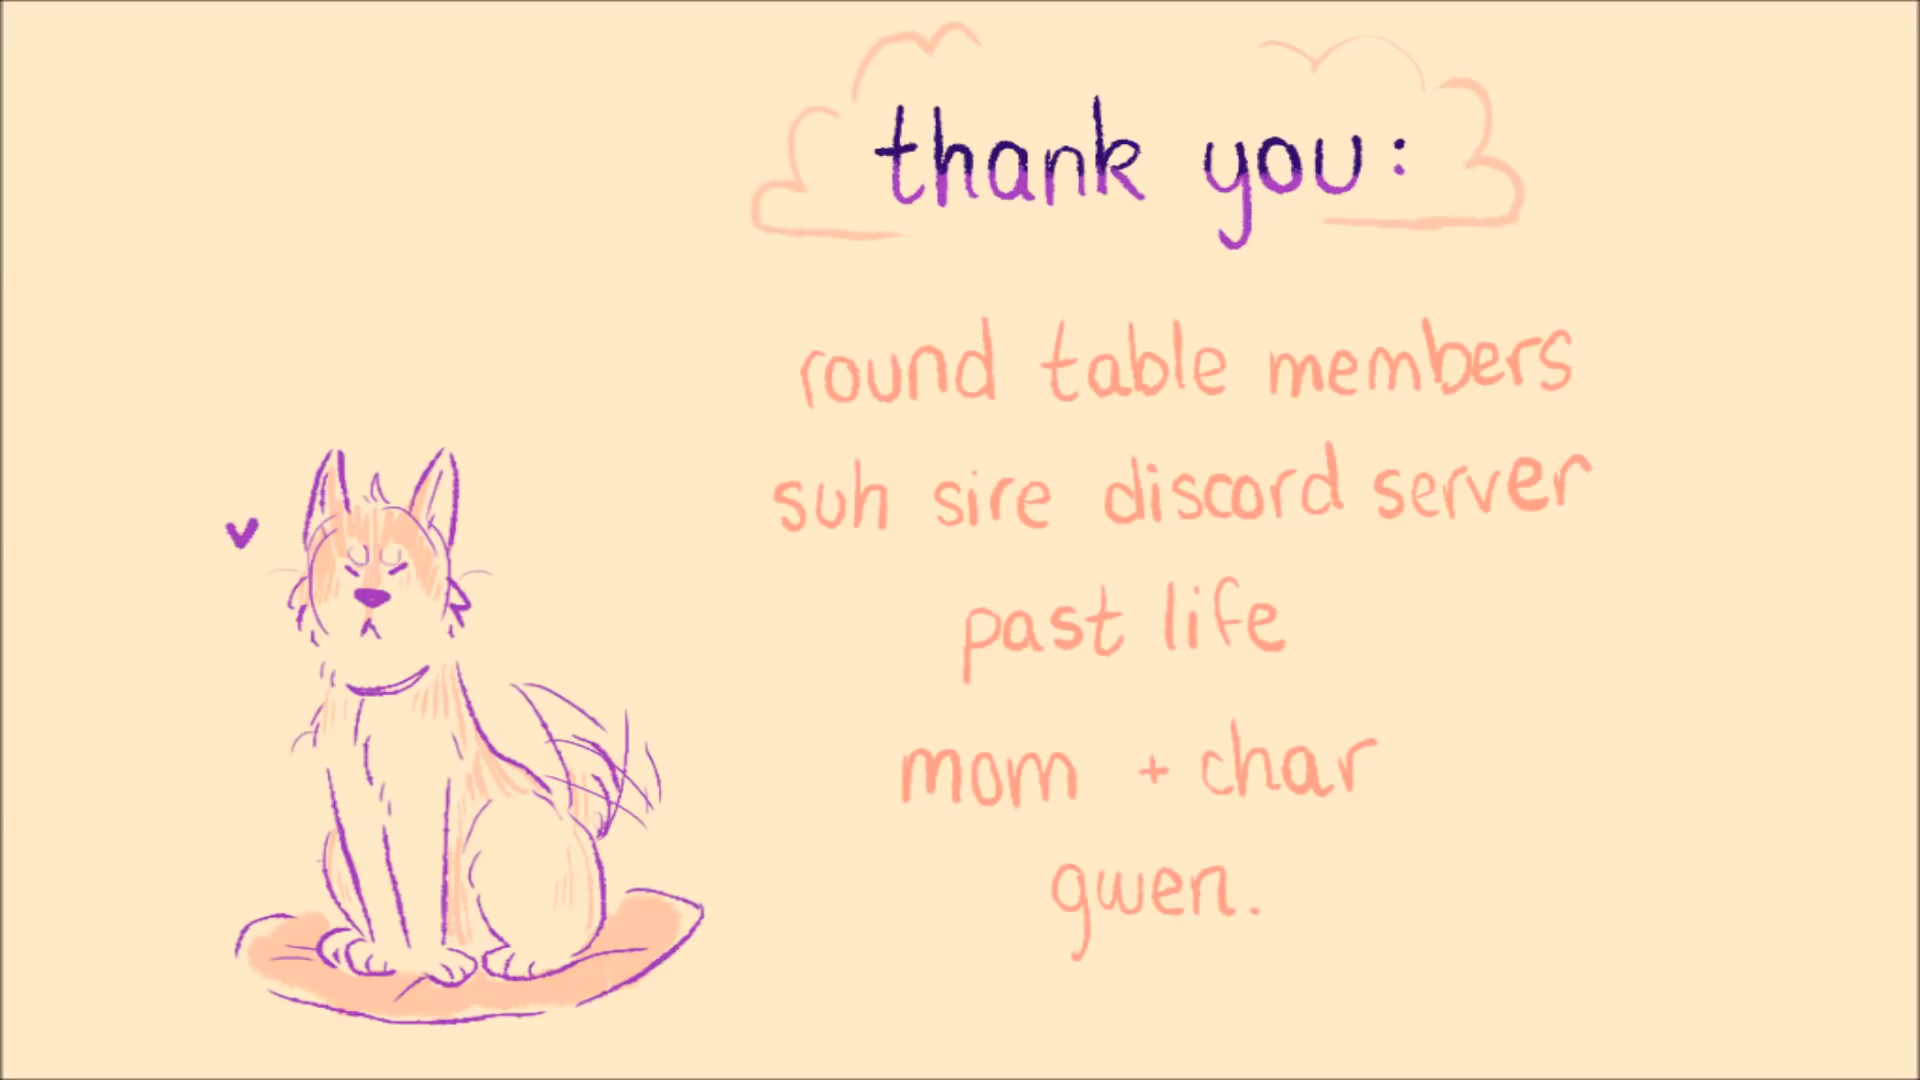 thank you:
round table members
suh sire discord server
past life
mom + char
gwen.